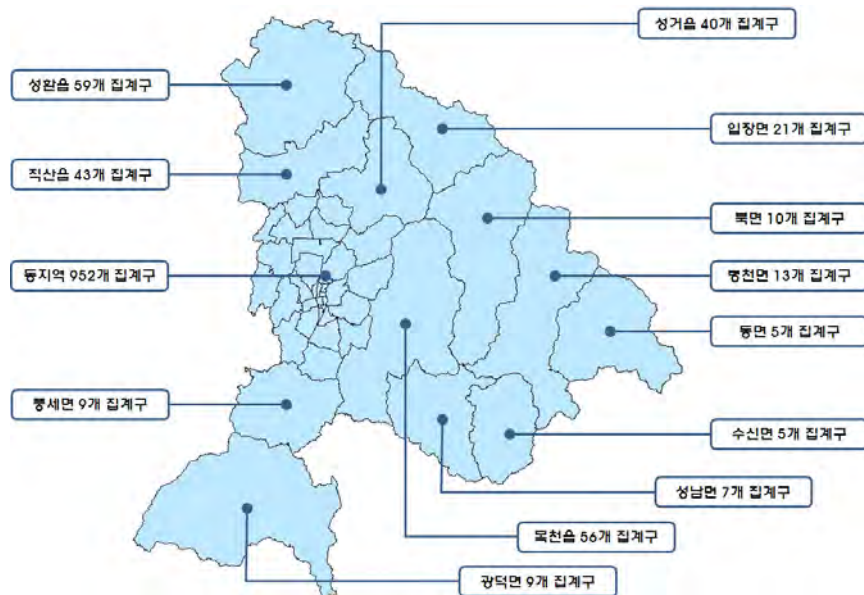 성거읍 40개 집계구
성환읍 59개 집계구
입장면 21개 집계구
직산읍 43개 집계구
북면 10개 집계구
동지역 952개 집계구
병천면 13개 집계구
동면 5개 집계구
풍세면 9개 집계구
수신면 5개 집계구
성남면 7개 집계구
목천읍 56개 집계구
광덕면 9개 집계구